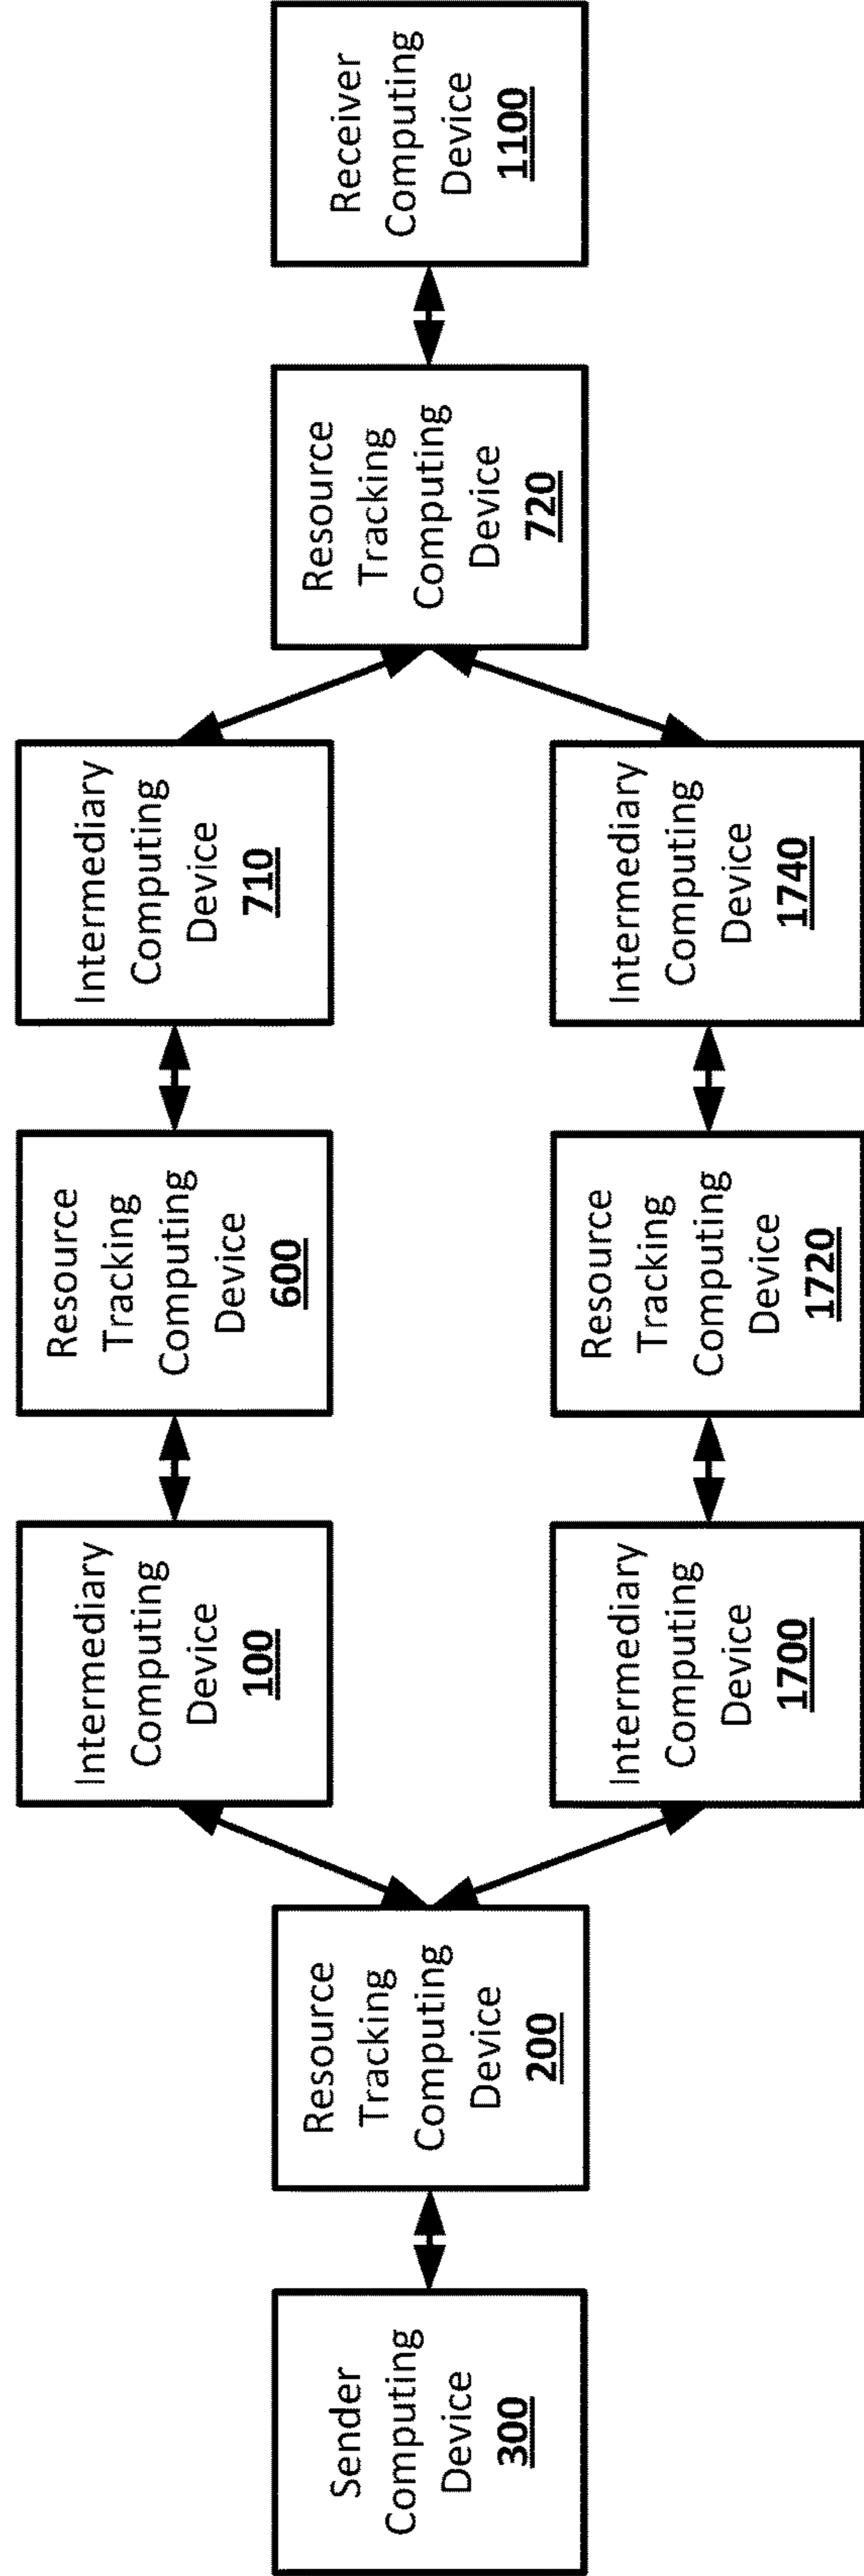 Sender
Computing
Device
300
Resource
Tracking
Computing
Device
200
Intermediary
Computing
Device
100
Resource
Tracking
Computing
Device
600
Intermediary
Computing
Device
710
Intermediary
Computing
Device
1700
Resource
Tracking
Computing
Device
1720
Intermediary
Computing
Device
1740
Resource
Tracking
Computing
Device
720
Receiver
Computing
Device
1100